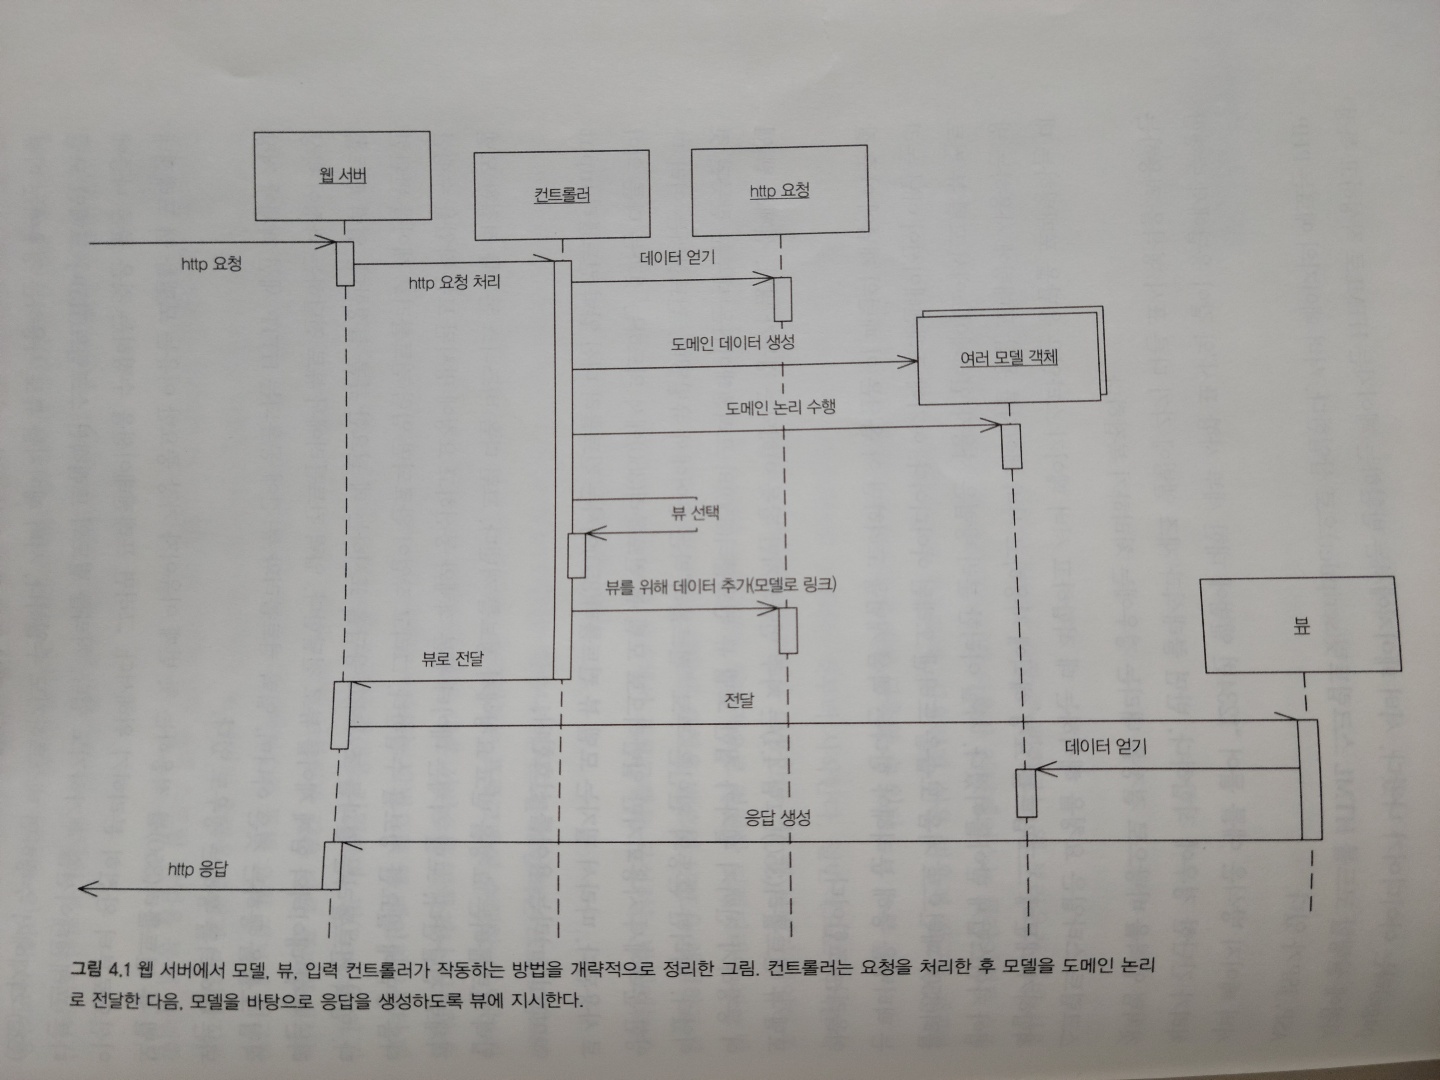 웹 서버
컨트롤러
http 요청
http 요청
http 요청 처리
데이터 얻기
도메인 데이터 생성
여러 모델 객체
도메인 논리 수행
뷰 선택
뷰를 위해 데이터 추가(모델로 링크)
뷰
뷰로 전달
전달
데이터 얻기
응답 생성
http 응답
그림 4.1 웹 서버에서 모델, 뷰, 입력 컨트롤러가 작동하는 방법을 개략적으로 정리한 그림. 컨트롤러는 요청을 처리한 후 모델을 도메인 논리
로 전달한 다음, 모델을 바탕으로 응답을 생성하도록 뷰에 지시한다.